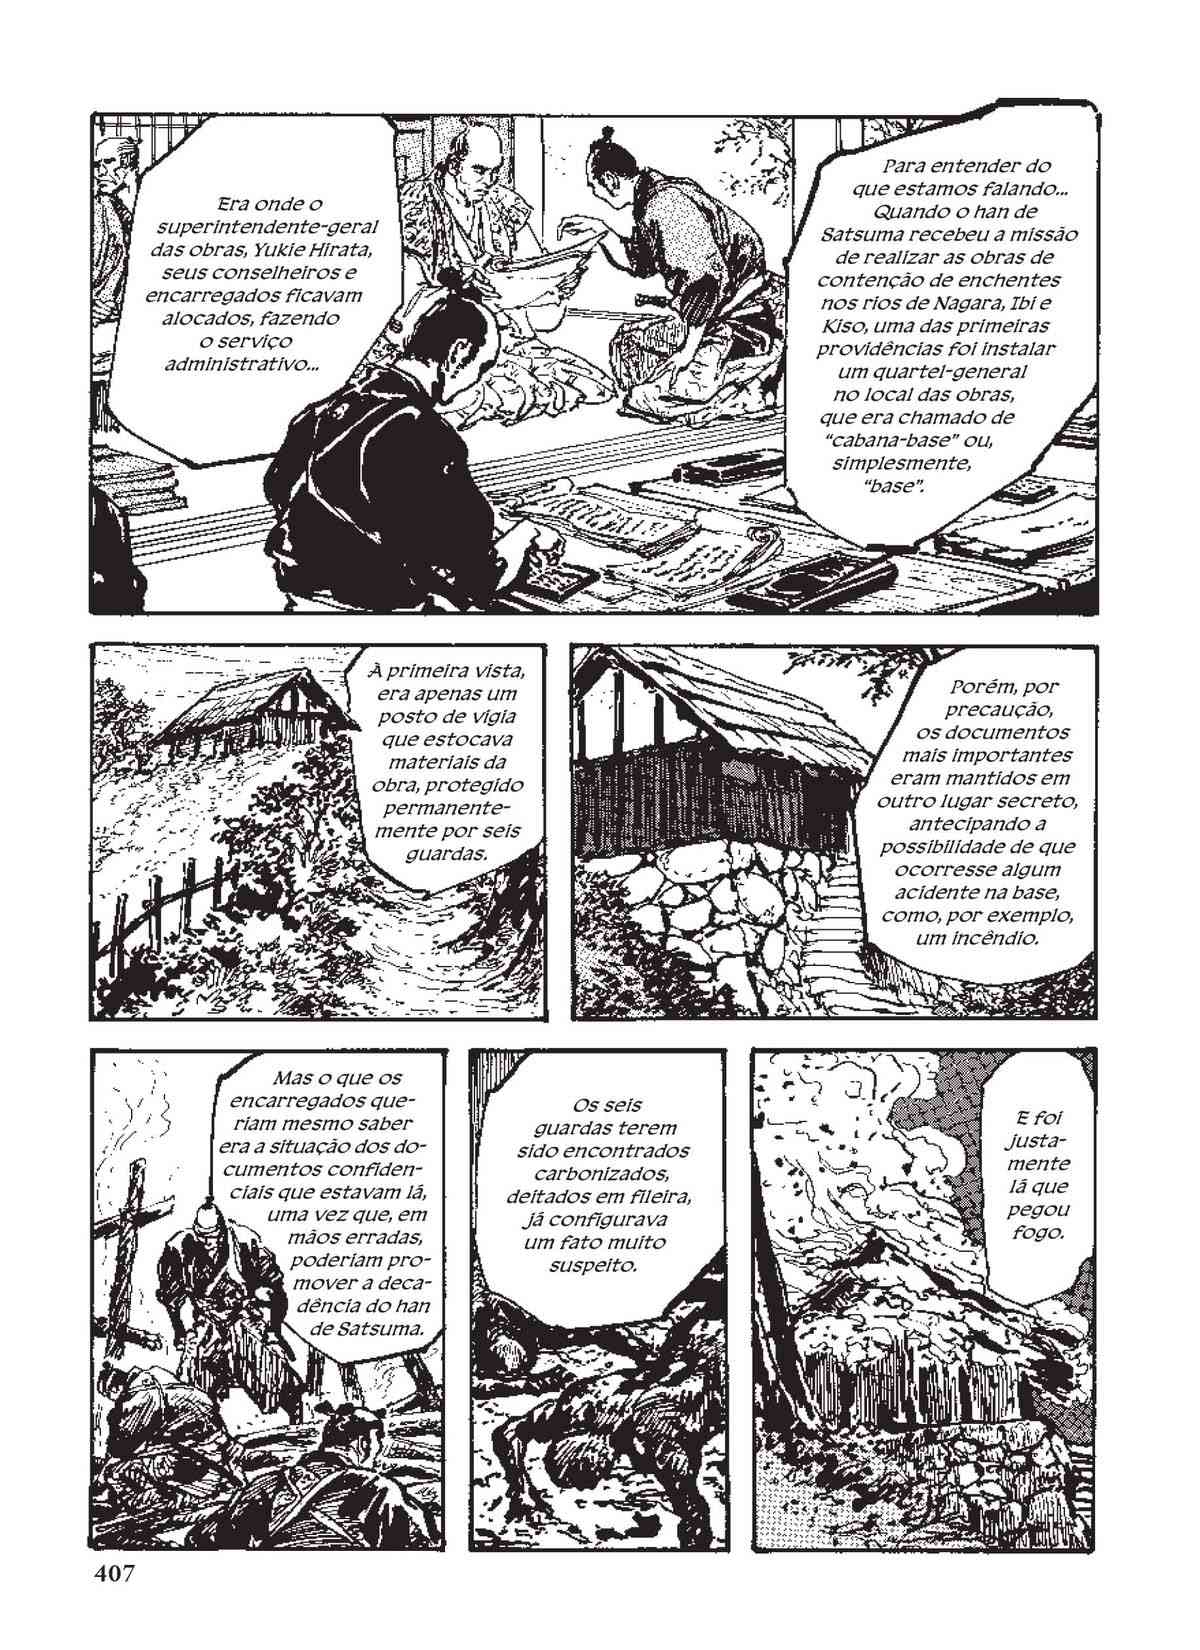 Para entender do
que estamos falando...
Quando o han de
Satsuma recebeu a missão
de realizar as obras de
contenção de enchentes
nos rios de Nagara, Ibi e
Kiso, uma das primeiras
providências foi instalar
um quartel-general
no local das obras,
que era chamado de
“cabana-base” ou,
simplesmente,
“base”.
Era onde o
superintendente-geral
das obras, Yukie Hirata,
seus conselheiros e
encarregados ficavam
alocados, fazendo
o serviço
administrativo...
Porém, por
precaução,
os documentos
mais importantes
eram mantidos em
outro lugar secreto,
antecipando a
possibilidade de que
ocorresse algum
acidente na base,
como, por exemplo,
um incêndio.
À primeira vista,
era apenas um
posto de vigia
que estocava
materiais da
obra, protegido
permanente-
mente por seis
guardas.
E foi
justa-
mente
lá que
pegou
fogo.
Os seis
guardas terem
sido encontrados
carbonizados,
deitados em fileira,
já configurava
um fato muito
suspeito.
Mas o que os
encarregados que-
riam mesmo saber
era a situação dos do-
cumentos confiden-
ciais que estavam lá,
uma vez que, em
mãos erradas,
poderiam pro-
mover a deca-
dência do han
de Satsuma.
407